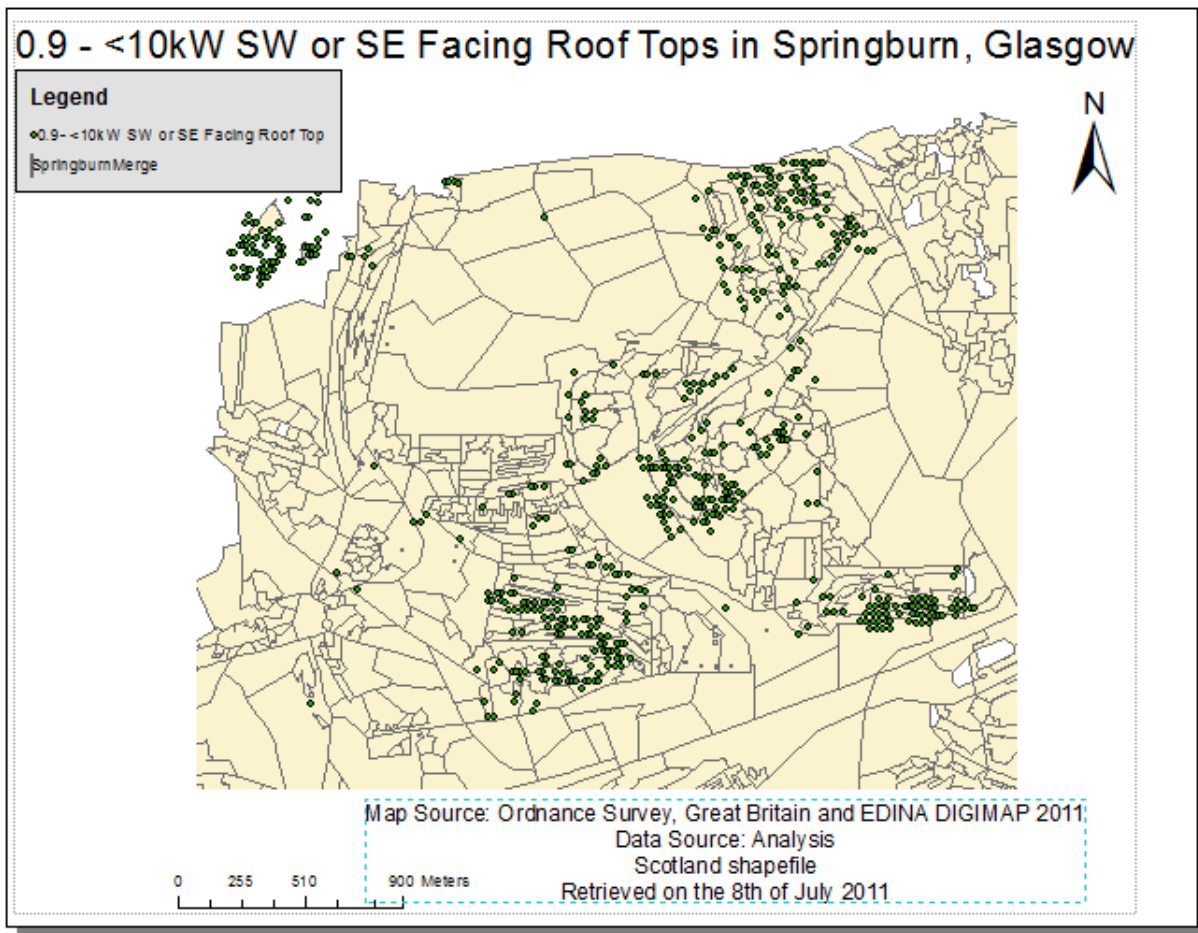 0.9 - <10kW SW or SE Facing Roof Tops in Springburn, Glasgow
Legend
0.9- <10kW SW or SE Facing Roof Top
SpringburnMerge
N
Map Source: Ordnance Survey, Great Britain and EDINA DIGIMAP 2011
Data Source: Analysis
Scotland shapefile
Retrieved on the 8th of July 2011
0 255 510 900 Meters